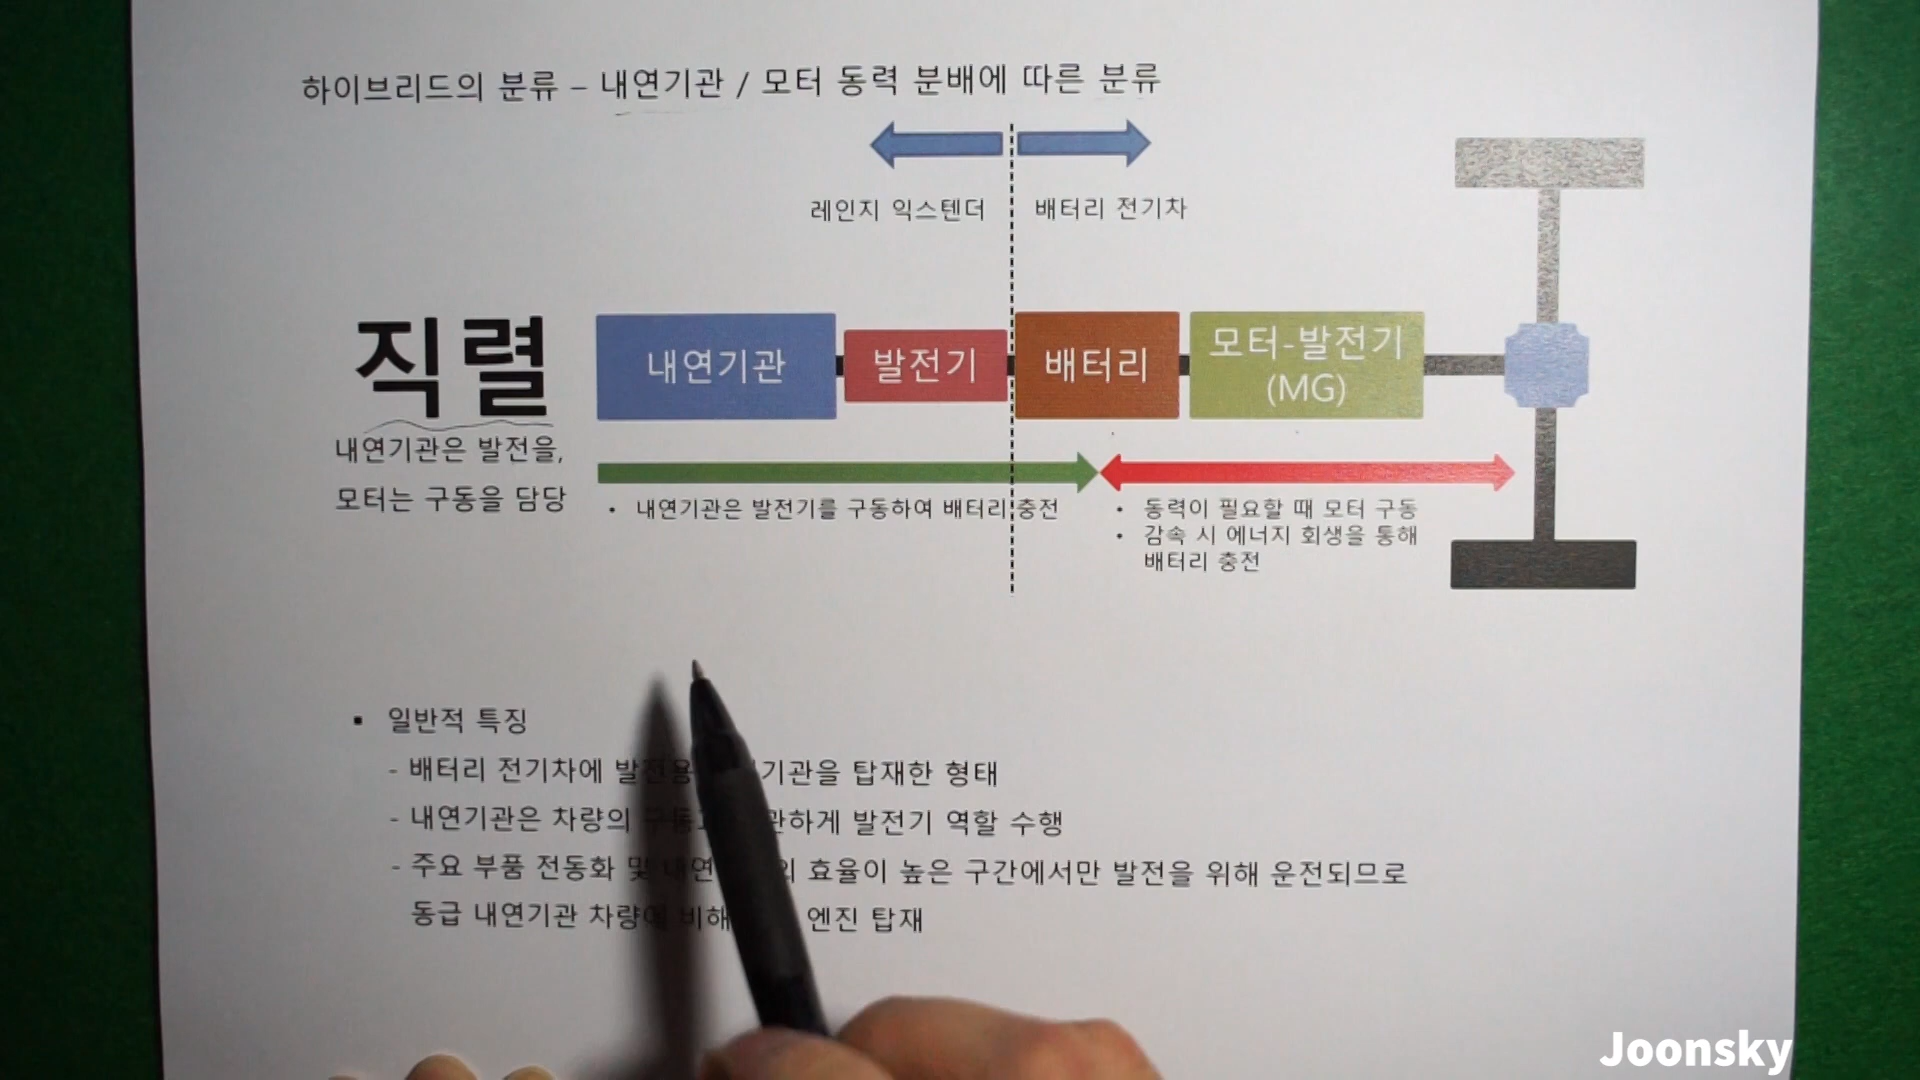 하이브리드의 분류 – 내연기관 / 모터 동력 분배에 따른 분류
레인지 익스텐더
배터리 전기차
직렬
내연기관은 발전을,
모터는 구동을 담당
내연기관
발전기
배터리
모터-발전기
(MG)
• 내연기관은 발전기를 구동하여 배터리 충전
• 동력이 필요할 때 모터 구동
• 감속 시 에너지 회생을 통해
배터리 충전
▪ 일반적 특징
- 배터리 전기차에 발전용 기관을 탑재한 형태
- 내연기관은 차량의 하게 발전기 역할 수행
- 주요 부품 전동화 및 효율이 높은 구간에서만 발전을 위해 운전되므로
동급 내연기관 차량에 비해 엔진 탑재
Joonsky